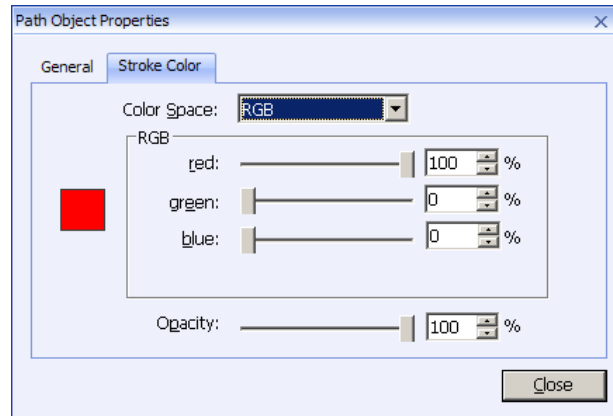 Path Object Properties
General Stroke Color
Color Space: RGB
RGB
red: 100 %
green: 0 %
blue: 0 %
Opacity: 100 %
Close